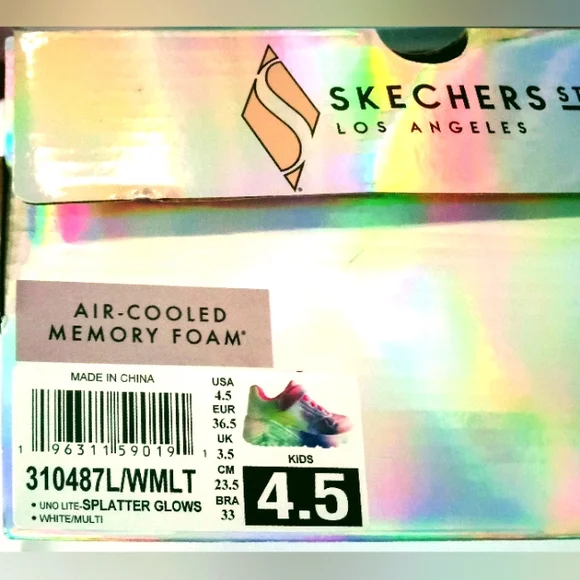 SKECHERS ST
LOS ANGELES
AIR-COOLED
MEMORY FOAM®
MADE IN CHINA
1 96311 59019 1
310487L/WMLT
• UNO LITE-SPLATTER GLOWS
• WHITE/MULTI
USA
4.5
EUR
36.5
UK
3.5
CM
23.5
BRA
33
KIDS
4.5